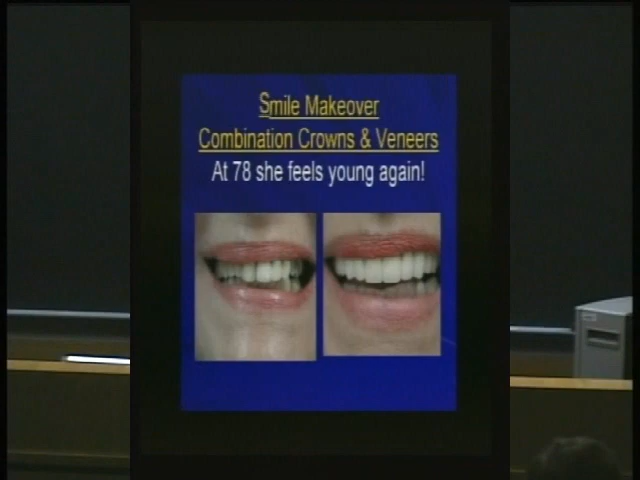 Smile Makeover
Combination Crowns & Veneers
At 78 she feels young again!